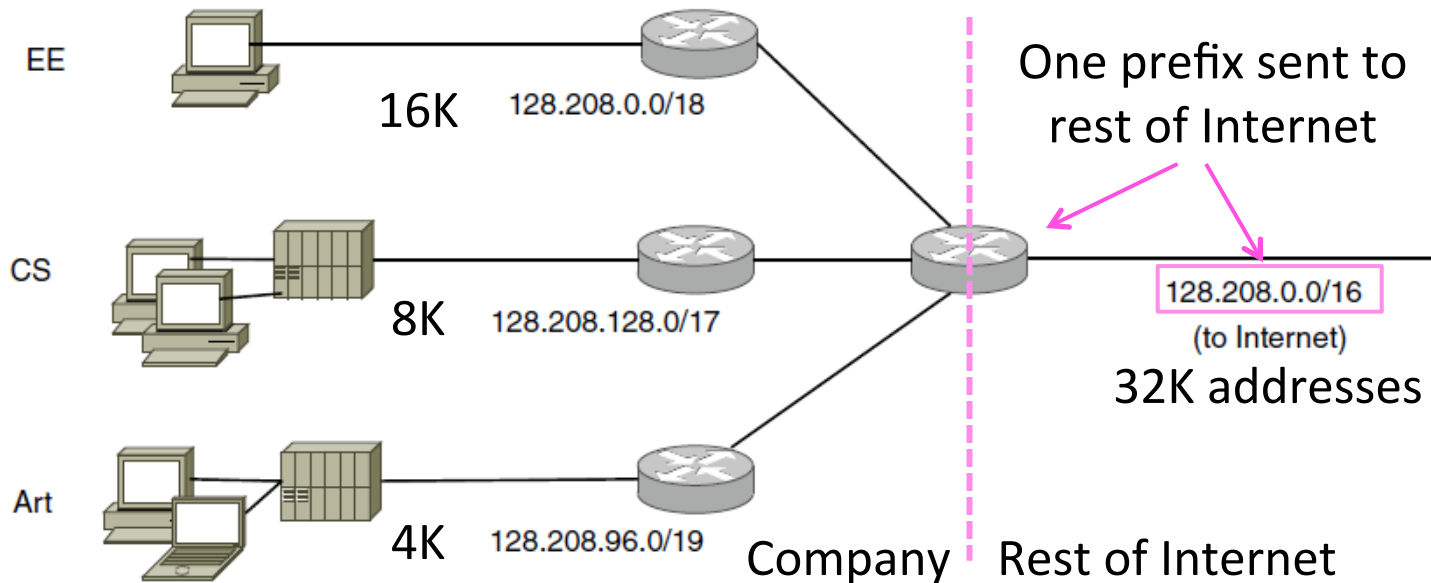 EE
16K
128.208.0.0/18
One prefix sent to
rest of Internet
CS
8K
128.208.128.0/17
128.208.0.0/16
(to Internet)
32K addresses
Art
4K
128.208.96.0/19
Company
Rest of Internet